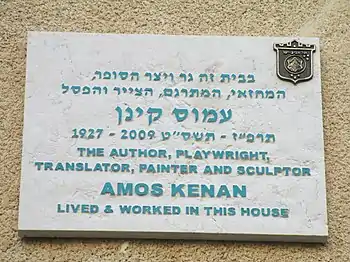 בבית זה גר ויצר הסופר,
המחזאי, המתרגם, הצייר והפסל
עמוס קינן
1927 - 2009 תרפ"ז - תשס"ט
THE AUTHOR, PLAYWRIGHT,
TRANSLATOR, PAINTER AND SCULPTOR
AMOS KENAN
LIVED & WORKED IN THIS HOUSE